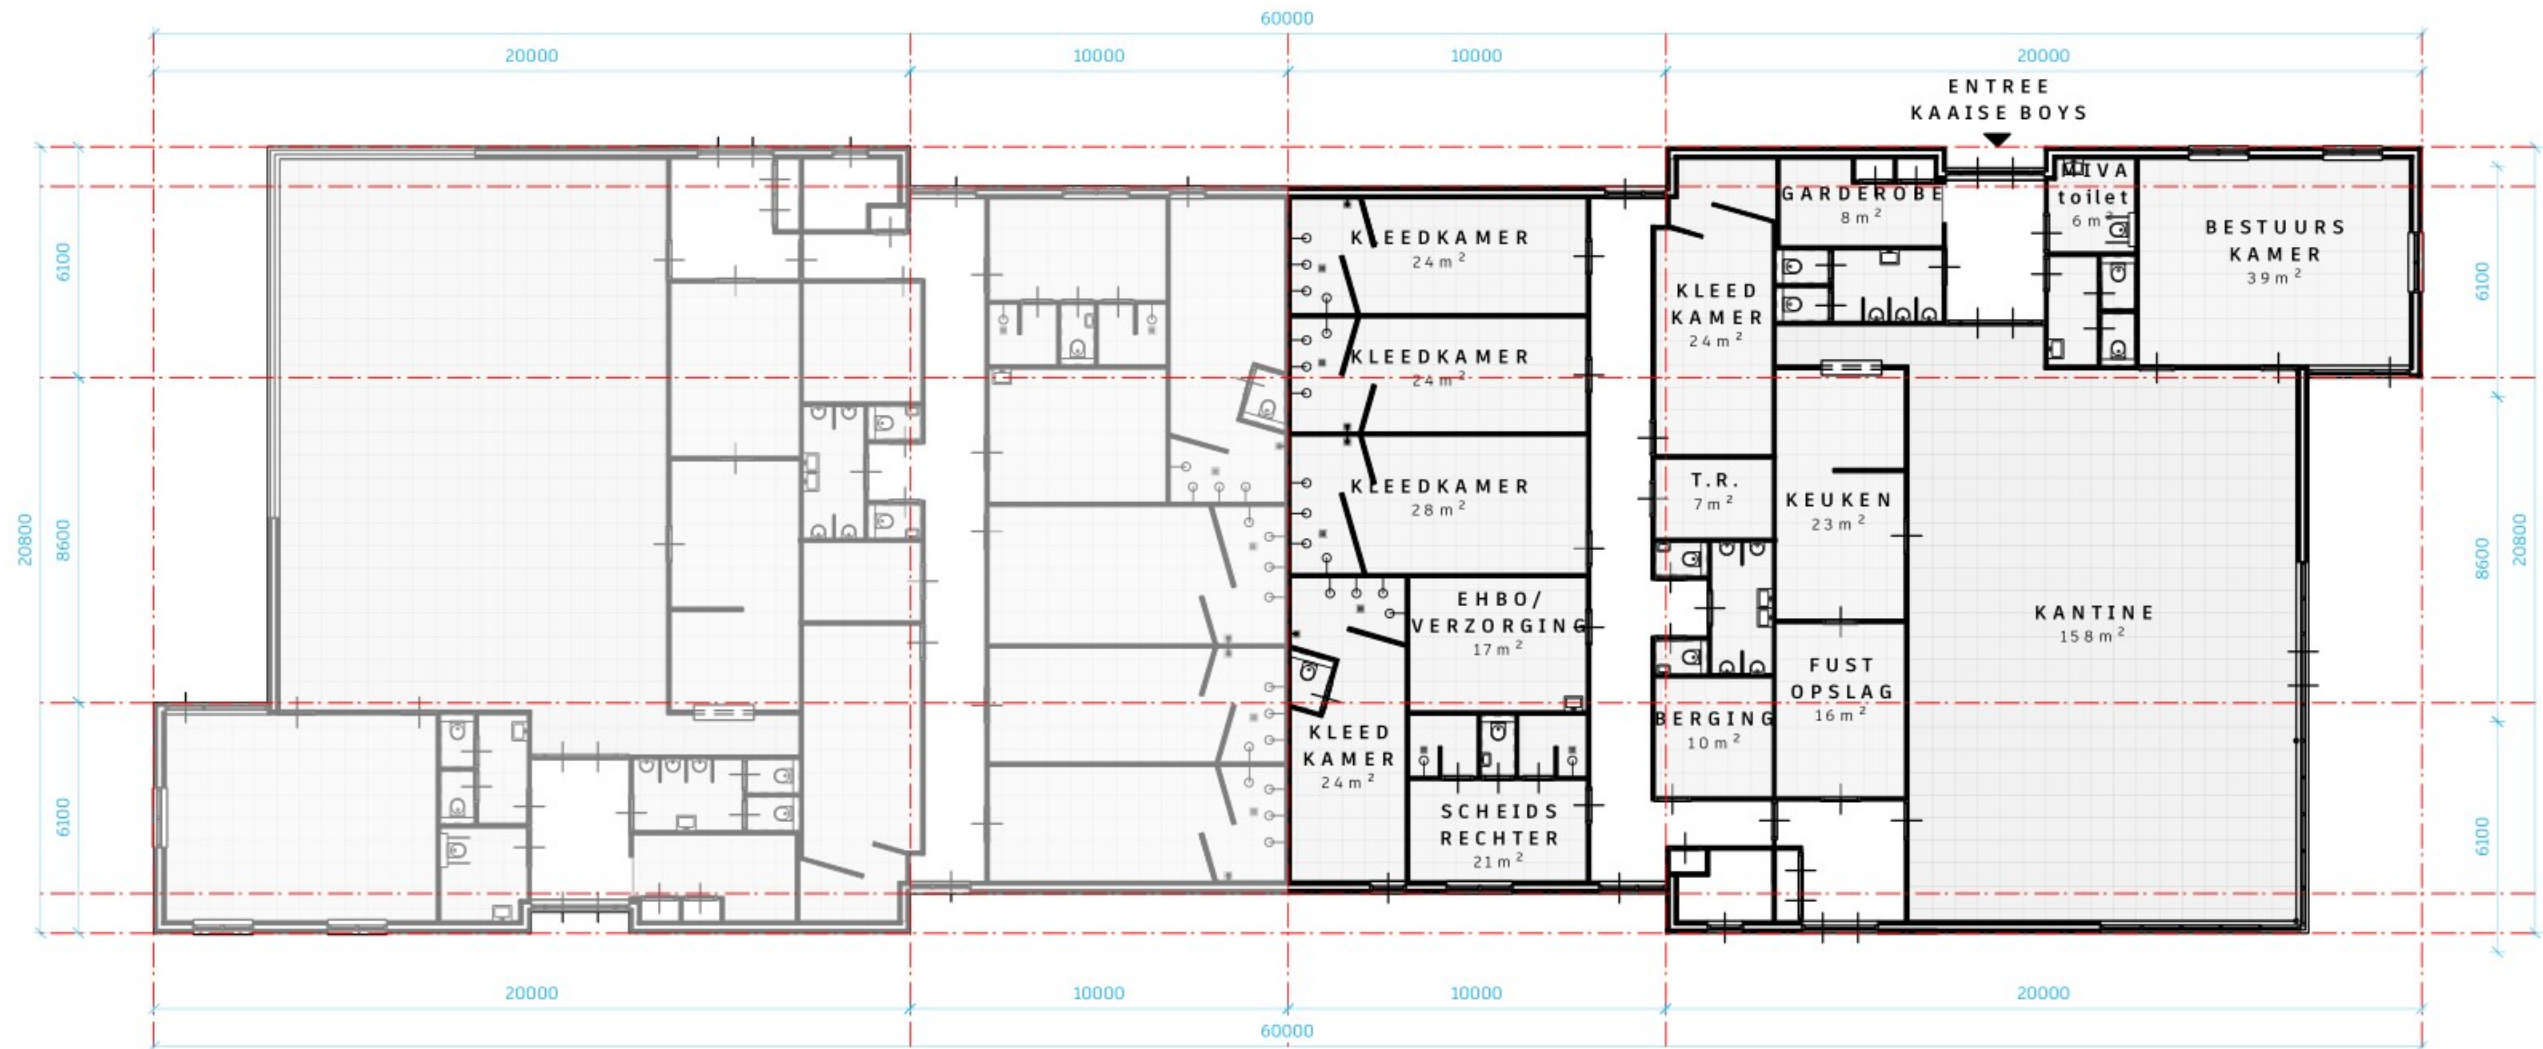 60000
20000
10000
10000
20000
ENTREE
KAAISE BOYS
MIVA
toilet
6 m²
GARDEROBE
8 m²
BESTUURS
KAMER
39 m²
KLEEDKAMER
24 m²
KLEED
KAMER
24 m²
KLEEDKAMER
24 m²
KLEEDKAMER
28 m²
T.R.
7 m²
KEUKEN
23 m²
EHBO/
VERZORGING
17 m²
KANTINE
158 m²
FUST
OPSLAG
16 m²
BERGING
10 m²
KLEED
KAMER
24 m²
SCHEIDS
RECHTER
21 m²
6100
8600
20800
6100
6100
8600
20800
6100
20000
10000
10000
20000
60000